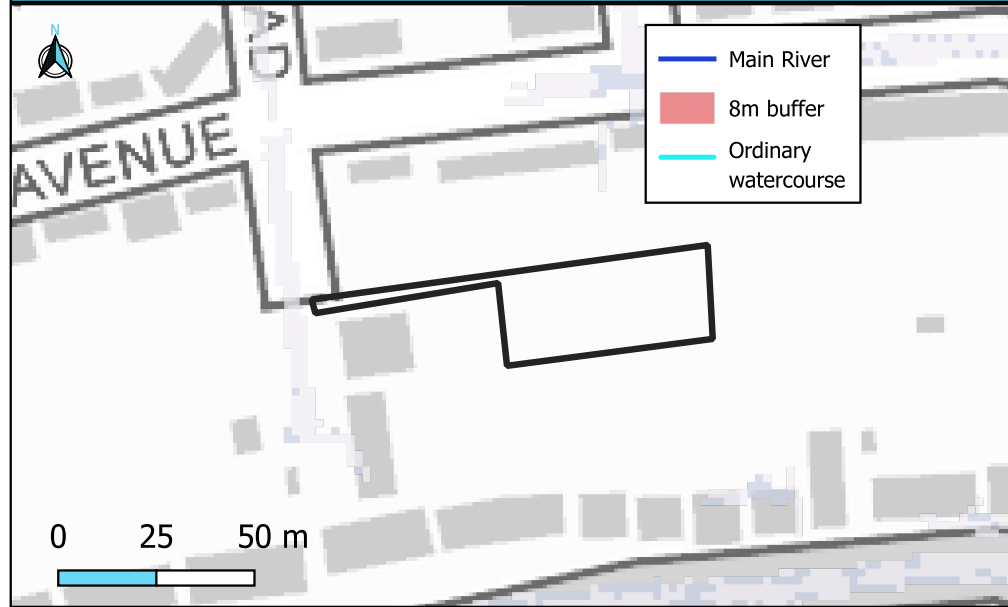 N
AD
AVENUE
Main River
8m buffer
Ordinary
watercourse
0 25 50 m